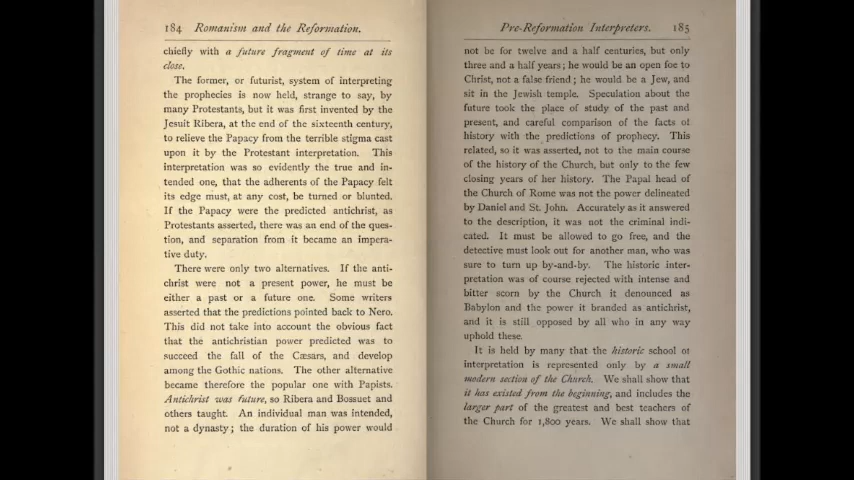 184 Romanism and the Reformation.
chiefly with a future fragment of time at its
close.
The former, or futurist, system of interpreting
the prophecies is now held, strange to say, by
many Protestants, but it was first invented by the
Jesuit Ribera, at the end of the sixteenth century,
to relieve the Papacy from the terrible stigma cast
upon it by the Protestant interpretation. This
interpretation was so evidently the true and in-
tended one, that the adherents of the Papacy felt
its edge must, at any cost, be turned or blunted.
If the Papacy were the predicted antichrist, as
Protestants asserted, there was an end of the ques-
tion, and separation from it became an impera-
tive duty.
There were only two alternatives. If the anti-
christ were not a present power, he must be
either a past or a future one. Some writers
asserted that the predictions pointed back to Nero.
This did not take into account the obvious fact
that the antichristian power predicted was to
succeed the fall of the Cæsars, and develop
among the Gothic nations. The other alternative
became therefore the popular one with Papists.
Antichrist was future, so Ribera and Bossuet and
others taught. An individual man was intended,
not a dynasty; the duration of his power would
Pre-Reformation Interpreters. 185
not be for twelve and a half centuries, but only
three and a half years; he would be an open foe to
Christ, not a false friend; he would be a Jew, and
sit in the Jewish temple. Speculation about the
future took the place of study of the past and
present, and careful comparison of the facts of
history with the predictions of prophecy. This
related, so it was asserted, not to the main course
of the history of the Church, but only to the few
closing years of her history. The Papal head of
the Church of Rome was not the power delineated
by Daniel and St. John. Accurately as it answered
to the description, it was not the criminal indi-
cated. It must be allowed to go free, and the
detective must look out for another man, who was
sure to turn up by-and-by. The historic inter-
pretation was of course rejected with intense and
bitter scorn by the Church it denounced as
Babylon and the power it branded as antichrist,
and it is still opposed by all who in any way
uphold these.
It is held by many that the historic school of
interpretation is represented only by a small
modern section of the Church. We shall show that
it has existed from the beginning, and includes the
larger part of the greatest and best teachers of
the Church for 1,800 years. We shall show that